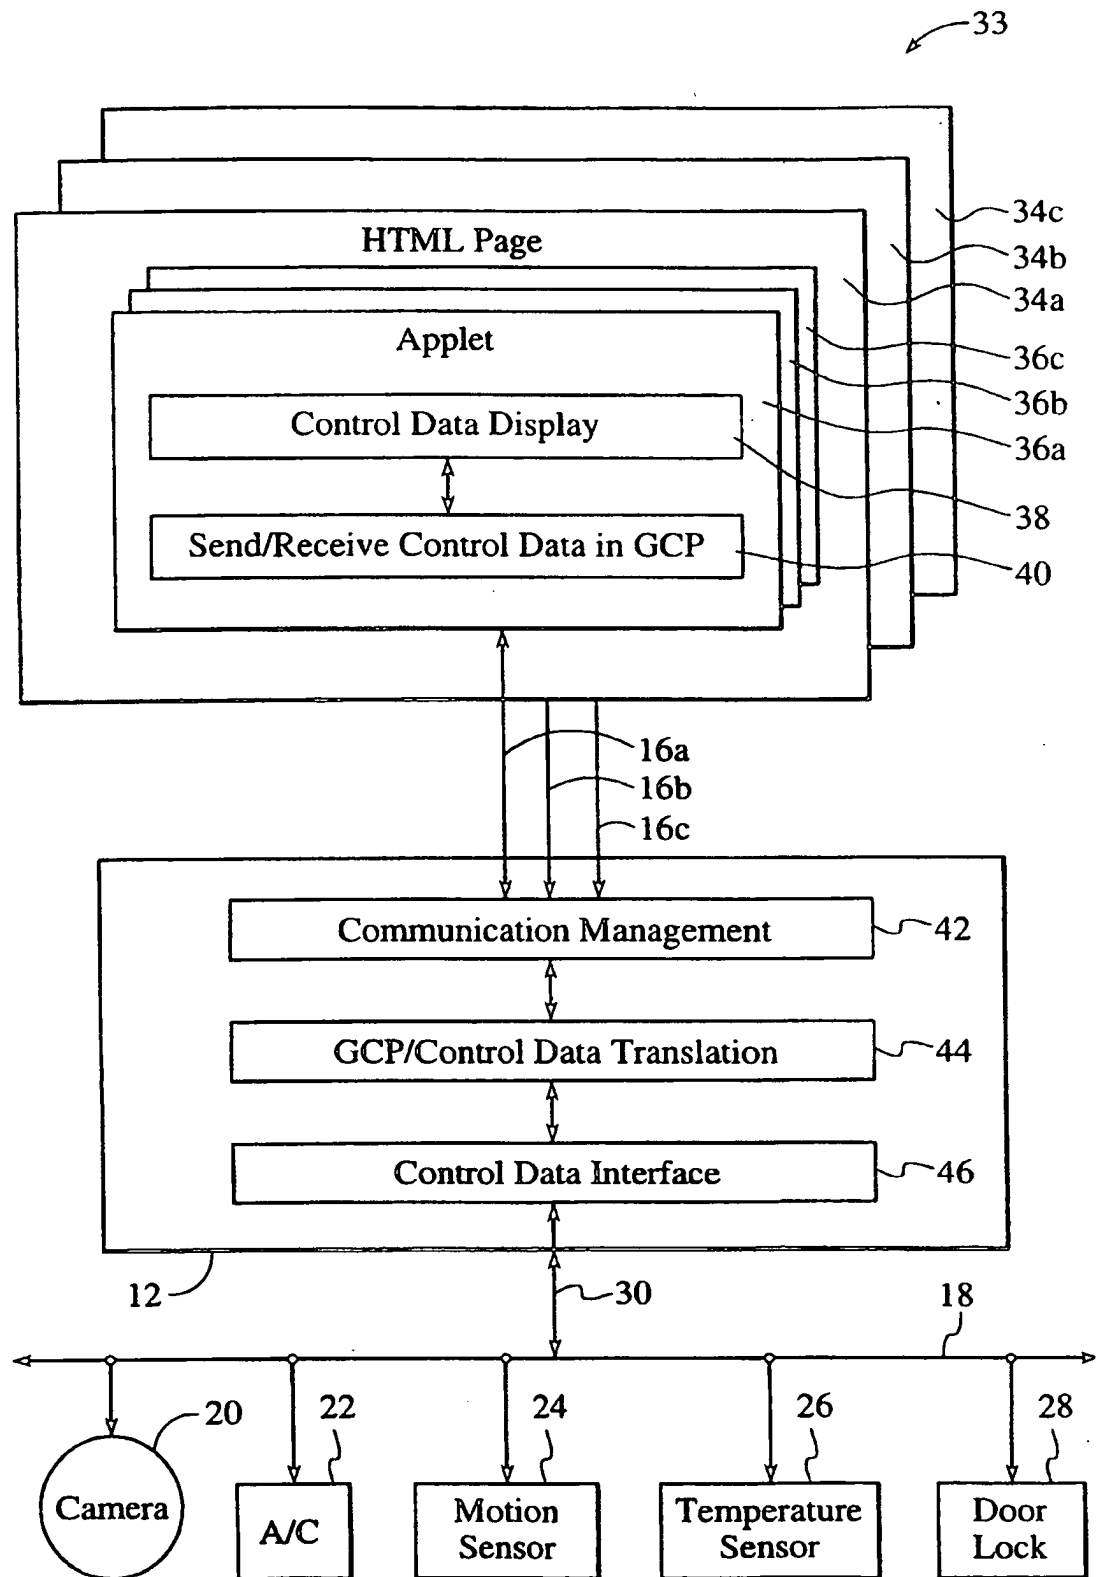 33
HTML Page
34c
34b
34a
Applet
36c
36b
36a
Control Data Display
38
Send/Receive Control Data in GCP
40
16a
16b
16c
Communication Management
42
GCP/Control Data Translation
44
Control Data Interface
46
12
30
18
20
22
24
26
28
Camera
A/C
Motion
Sensor
Temperature
Sensor
Door
Lock